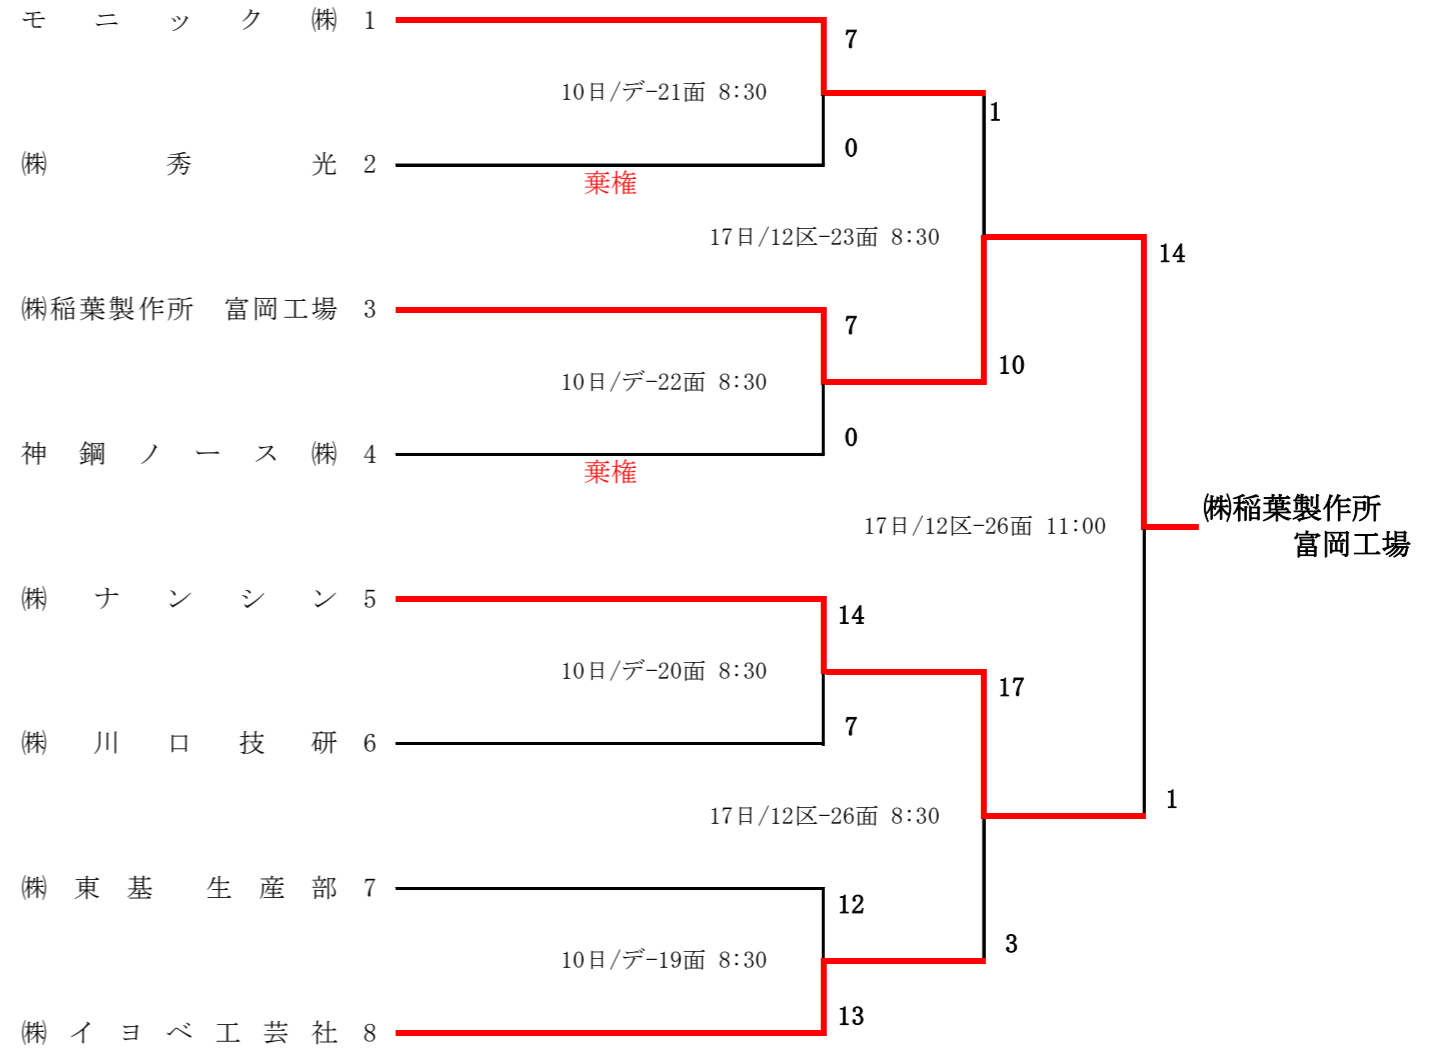 モニック㈱ 1
7
10日/デ-21面 8:30
1
0
㈱秀光 2
棄権
17日/12区-23面 8:30
14
㈱稲葉製作所 富岡工場 3
7
10
10日/デ-22面 8:30
0
神鋼ノース㈱ 4
棄権
㈱稲葉製作所
富岡工場
17日/12区-26面 11:00
㈱ナンシン 5
14
10日/デ-20面 8:30
17
7
㈱川口技研 6
1
17日/12区-26面 8:30
㈱東基 生産部 7
12
3
10日/デ-19面 8:30
13
㈱イヨベ工芸社 8